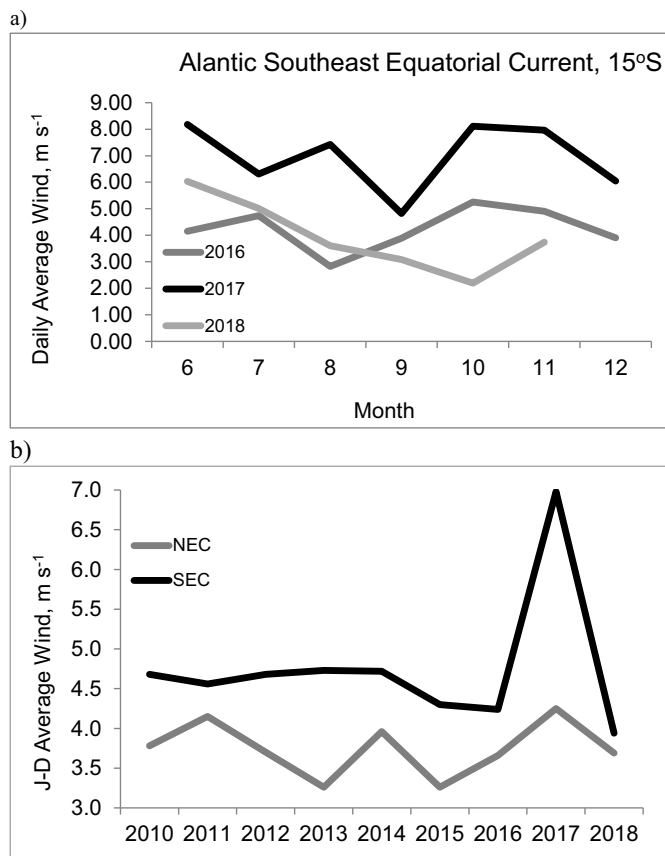 a)
Alantic Southeast Equatorial Current, 15ºS
Daily Average Wind, m s⁻¹
9.00
8.00
7.00
6.00
5.00
4.00
3.00
2.00
1.00
0.00
2016
2017
2018
6 7 8 9 10 11 12
Month
b)
J-D Average Wind, m s⁻¹
7.0
6.5
6.0
5.5
5.0
4.5
4.0
3.5
3.0
NEC
SEC
2010 2011 2012 2013 2014 2015 2016 2017 2018